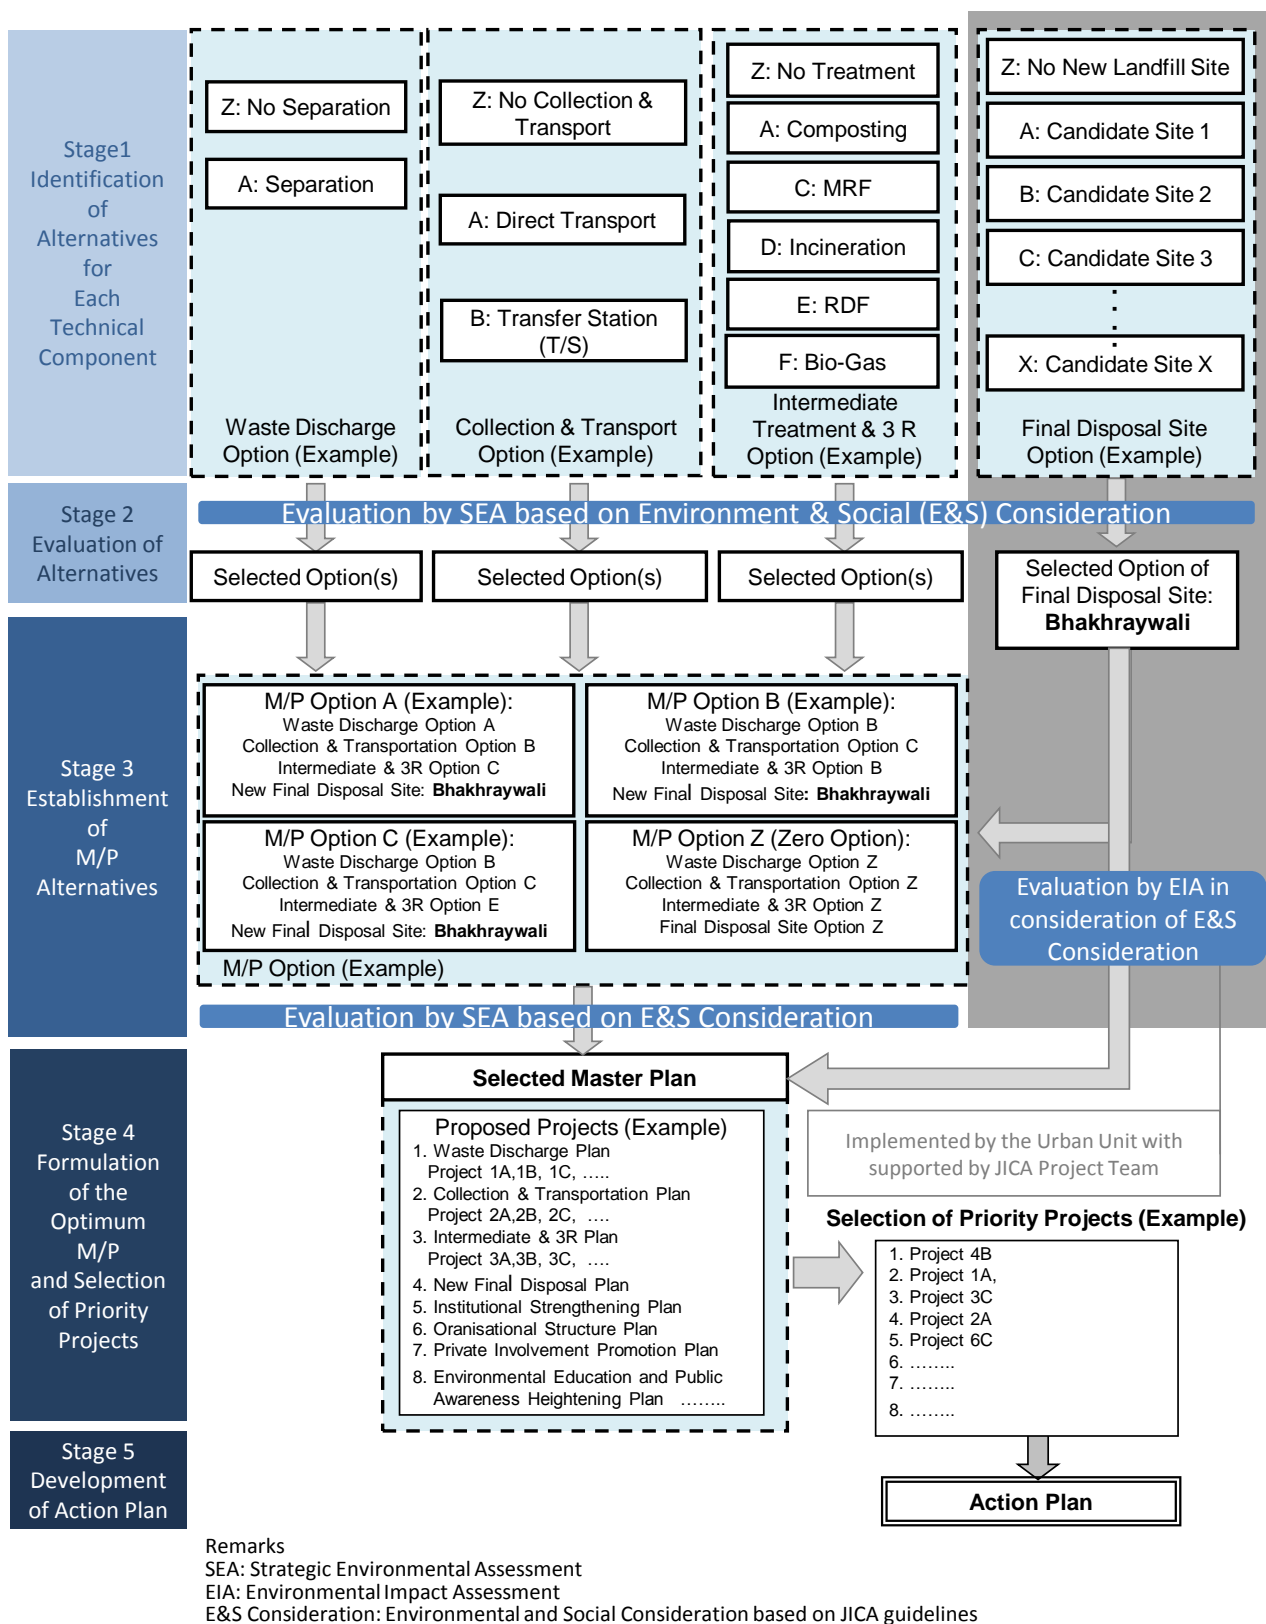 Stage1
Identification
of
Alternatives
for
Each
Technical
Component
Z: No Separation
A: Separation
Waste Discharge
Option (Example)
Z: No Collection &
Transport
A: Direct Transport
B: Transfer Station
(T/S)
Collection & Transport
Option (Example)
Z: No Treatment
A: Composting
C: MRF
D: Incineration
E: RDF
F: Bio-Gas
Intermediate
Treatment & 3 R
Option (Example)
Z: No New Landfill Site
A: Candidate Site 1
B: Candidate Site 2
C: Candidate Site 3
X: Candidate Site X
Final Disposal Site
Option (Example)
Stage 2
Evaluation of
Alternatives
Evaluation by SEA based on Environment & Social (E&S) Consideration
Selected Option(s)
Selected Option(s)
Selected Option(s)
Selected Option of
Final Disposal Site:
Bhakhraywali
Stage 3
Establishment
of
M/P
Alternatives
M/P Option A (Example):
Waste Discharge Option A
Collection & Transportation Option B
Intermediate & 3R Option C
New Final Disposal Site: Bhakhraywali
M/P Option B (Example):
Waste Discharge Option B
Collection & Transportation Option C
Intermediate & 3R Option B
New Final Disposal Site: Bhakhraywali
M/P Option C (Example):
Waste Discharge Option B
Collection & Transportation Option C
Intermediate & 3R Option E
New Final Disposal Site: Bhakhraywali
M/P Option Z (Zero Option):
Waste Discharge Option Z
Collection & Transportation Option Z
Intermediate & 3R Option Z
Final Disposal Site Option Z
M/P Option (Example)
Evaluation by EIA in
consideration of E&S
Consideration
Evaluation by SEA based on E&S Consideration
Stage 4
Formulation
of the
Optimum
M/P
and Selection
of Priority
Projects
Selected Master Plan
Proposed Projects (Example)
1. Waste Discharge Plan
Project 1A,1B, 1C, …..
2. Collection & Transportation Plan
Project 2A,2B, 2C, ….
3. Intermediate & 3R Plan
Project 3A,3B, 3C, ….
4. New Final Disposal Plan
5. Institutional Strengthening Plan
6. Oranisational Structure Plan
7. Private Involvement Promotion Plan
8. Environmental Education and Public
Awareness Heightening Plan ……..
Implemented by the Urban Unit with
supported by JICA Project Team
Selection of Priority Projects (Example)
1. Project 4B
2. Project 1A,
3. Project 3C
4. Project 2A
5. Project 6C
6. ……..
7. ……..
8. ……..
Stage 5
Development
of Action Plan
Action Plan
Remarks
SEA: Strategic Environmental Assessment
EIA: Environmental Impact Assessment
E&S Consideration: Environmental and Social Consideration based on JICA guidelines